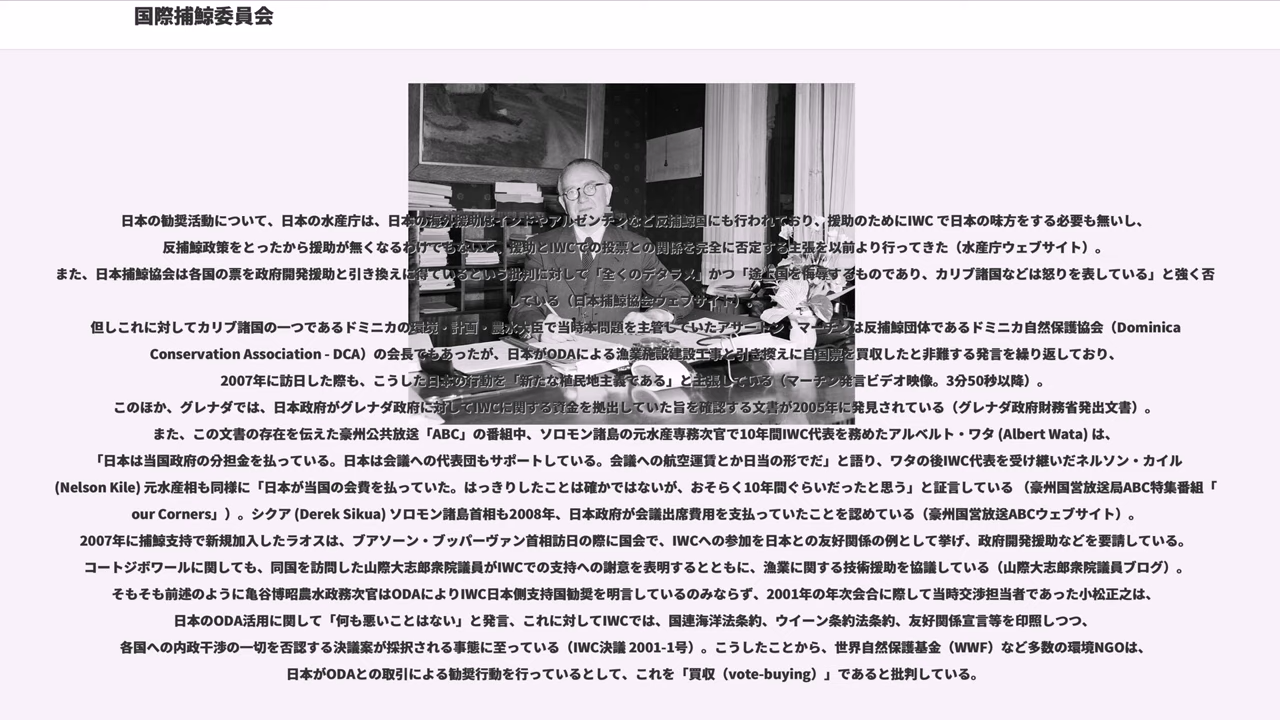 国際捕鯨委員会
日本の勧奨活動について、日本の水産庁は、日本の海外援助はインドやアルゼンチンなど反捕鯨国にも行われており、援助のためにIWC で日本の味方をする必要も無いし、
反捕鯨政策をとったから援助が無くなるわけでもないと、援助とIWCでの投票との関係を完全に否定する主張を以前より行ってきた（水産庁ウェブサイト）。
また、日本捕鯨協会は各国の票を政府開発援助と引き換えに得ているという批判に対して「全くのデタラメ」かつ「途上国を侮辱するものであり、カリブ諸国などは怒りを表している」と強く否
している（日本捕鯨協会ウェブサイト）。
但しこれに対してカリブ諸国の一つであるドミニカの環境・計画・農水大臣で当時本問題を主管していたアサートン・マーチンは反捕鯨団体であるドミニカ自然保護協会（Dominica
Conservation Association - DCA）の会長でもあったが、日本がODAによる漁業施設建設工事と引き換えに自国票を買収したと非難する発言を繰り返しており、
2007年に訪日した際も、こうした日本の行動を「新たな植民地主義である」と主張している（マーチン発言ビデオ映像。3分50秒以降）。
このほか、グレナダでは、日本政府がグレナダ政府に対してIWCに関する資金を拠出していた旨を確認する文書が2005年に発見されている（グレナダ政府財務省発出文書）。
また、この文書の存在を伝えた豪州公共放送「ABC」の番組中、ソロモン諸島の元水産専務次官で10年間IWC代表を務めたアルベルト・ワタ (Albert Wata) は、
「日本は当国政府の分担金を払っている。日本は会議への代表団もサポートしている。会議への航空運賃とか日当の形でだ」と語り、ワタの後IWC代表を受け継いだネルソン・カイル
(Nelson Kile) 元水産相も同様に「日本が当国の会費を払っていた。はっきりしたことは確かではないが、おそらく10年間ぐらいだったと思う」と証言している （豪州国営放送局ABC特集番組「
our Corners」）。シクア (Derek Sikua) ソロモン諸島首相も2008年、日本政府が会議出席費用を支払っていたことを認めている（豪州国営放送ABCウェブサイト）。
2007年に捕鯨支持で新規加入したラオスは、ブアソーン・ブッパーヴァン首相訪日の際に国会で、IWCへの参加を日本との友好関係の例として挙げ、政府開発援助などを要請している。
コートジボワールに関しても、同国を訪問した山際大志郎衆院議員がIWCでの支持への謝意を表明するとともに、漁業に関する技術援助を協議している（山際大志郎衆院議員ブログ）。
そもそも前述のように亀谷博昭農水政務次官はODAによりIWC日本側支持国勧奨を明言しているのみならず、2001年の年次会合に際して当時交渉担当者であった小松正之は、
日本のODA活用に関して「何も悪いことはない」と発言、これに対してIWCでは、国連海洋法条約、ウイーン条約法条約、友好関係宣言等を印照しつつ、
各国への内政干渉の一切を否認する決議案が採択される事態に至っている（IWC決議 2001-1号）。こうしたことから、世界自然保護基金（WWF）など多数の環境NGOは、
日本がODAとの取引による勧奨行動を行っているとして、これを「買収（vote-buying）」であると批判している。